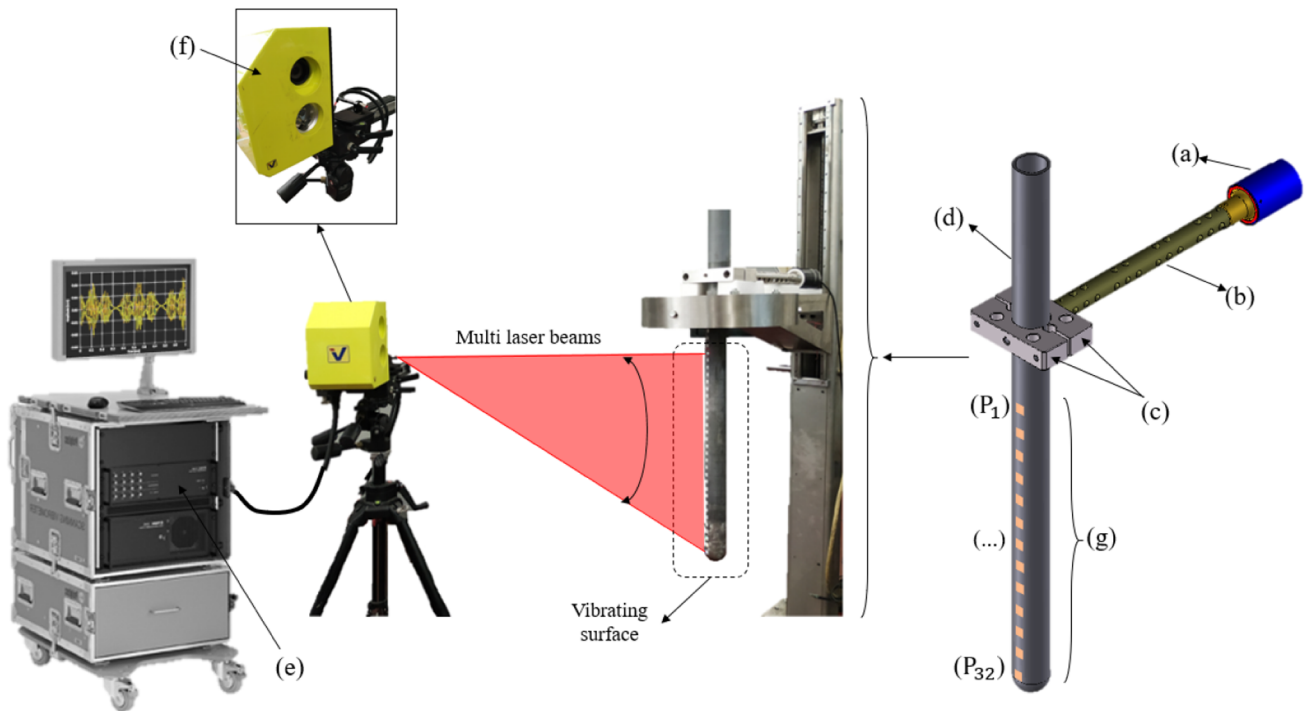 (f)
(a)
(d)
(b)
Multi laser beams
(P₁)
(c)
(...)
(g)
Vibrating
surface
(P₃₂)
(e)